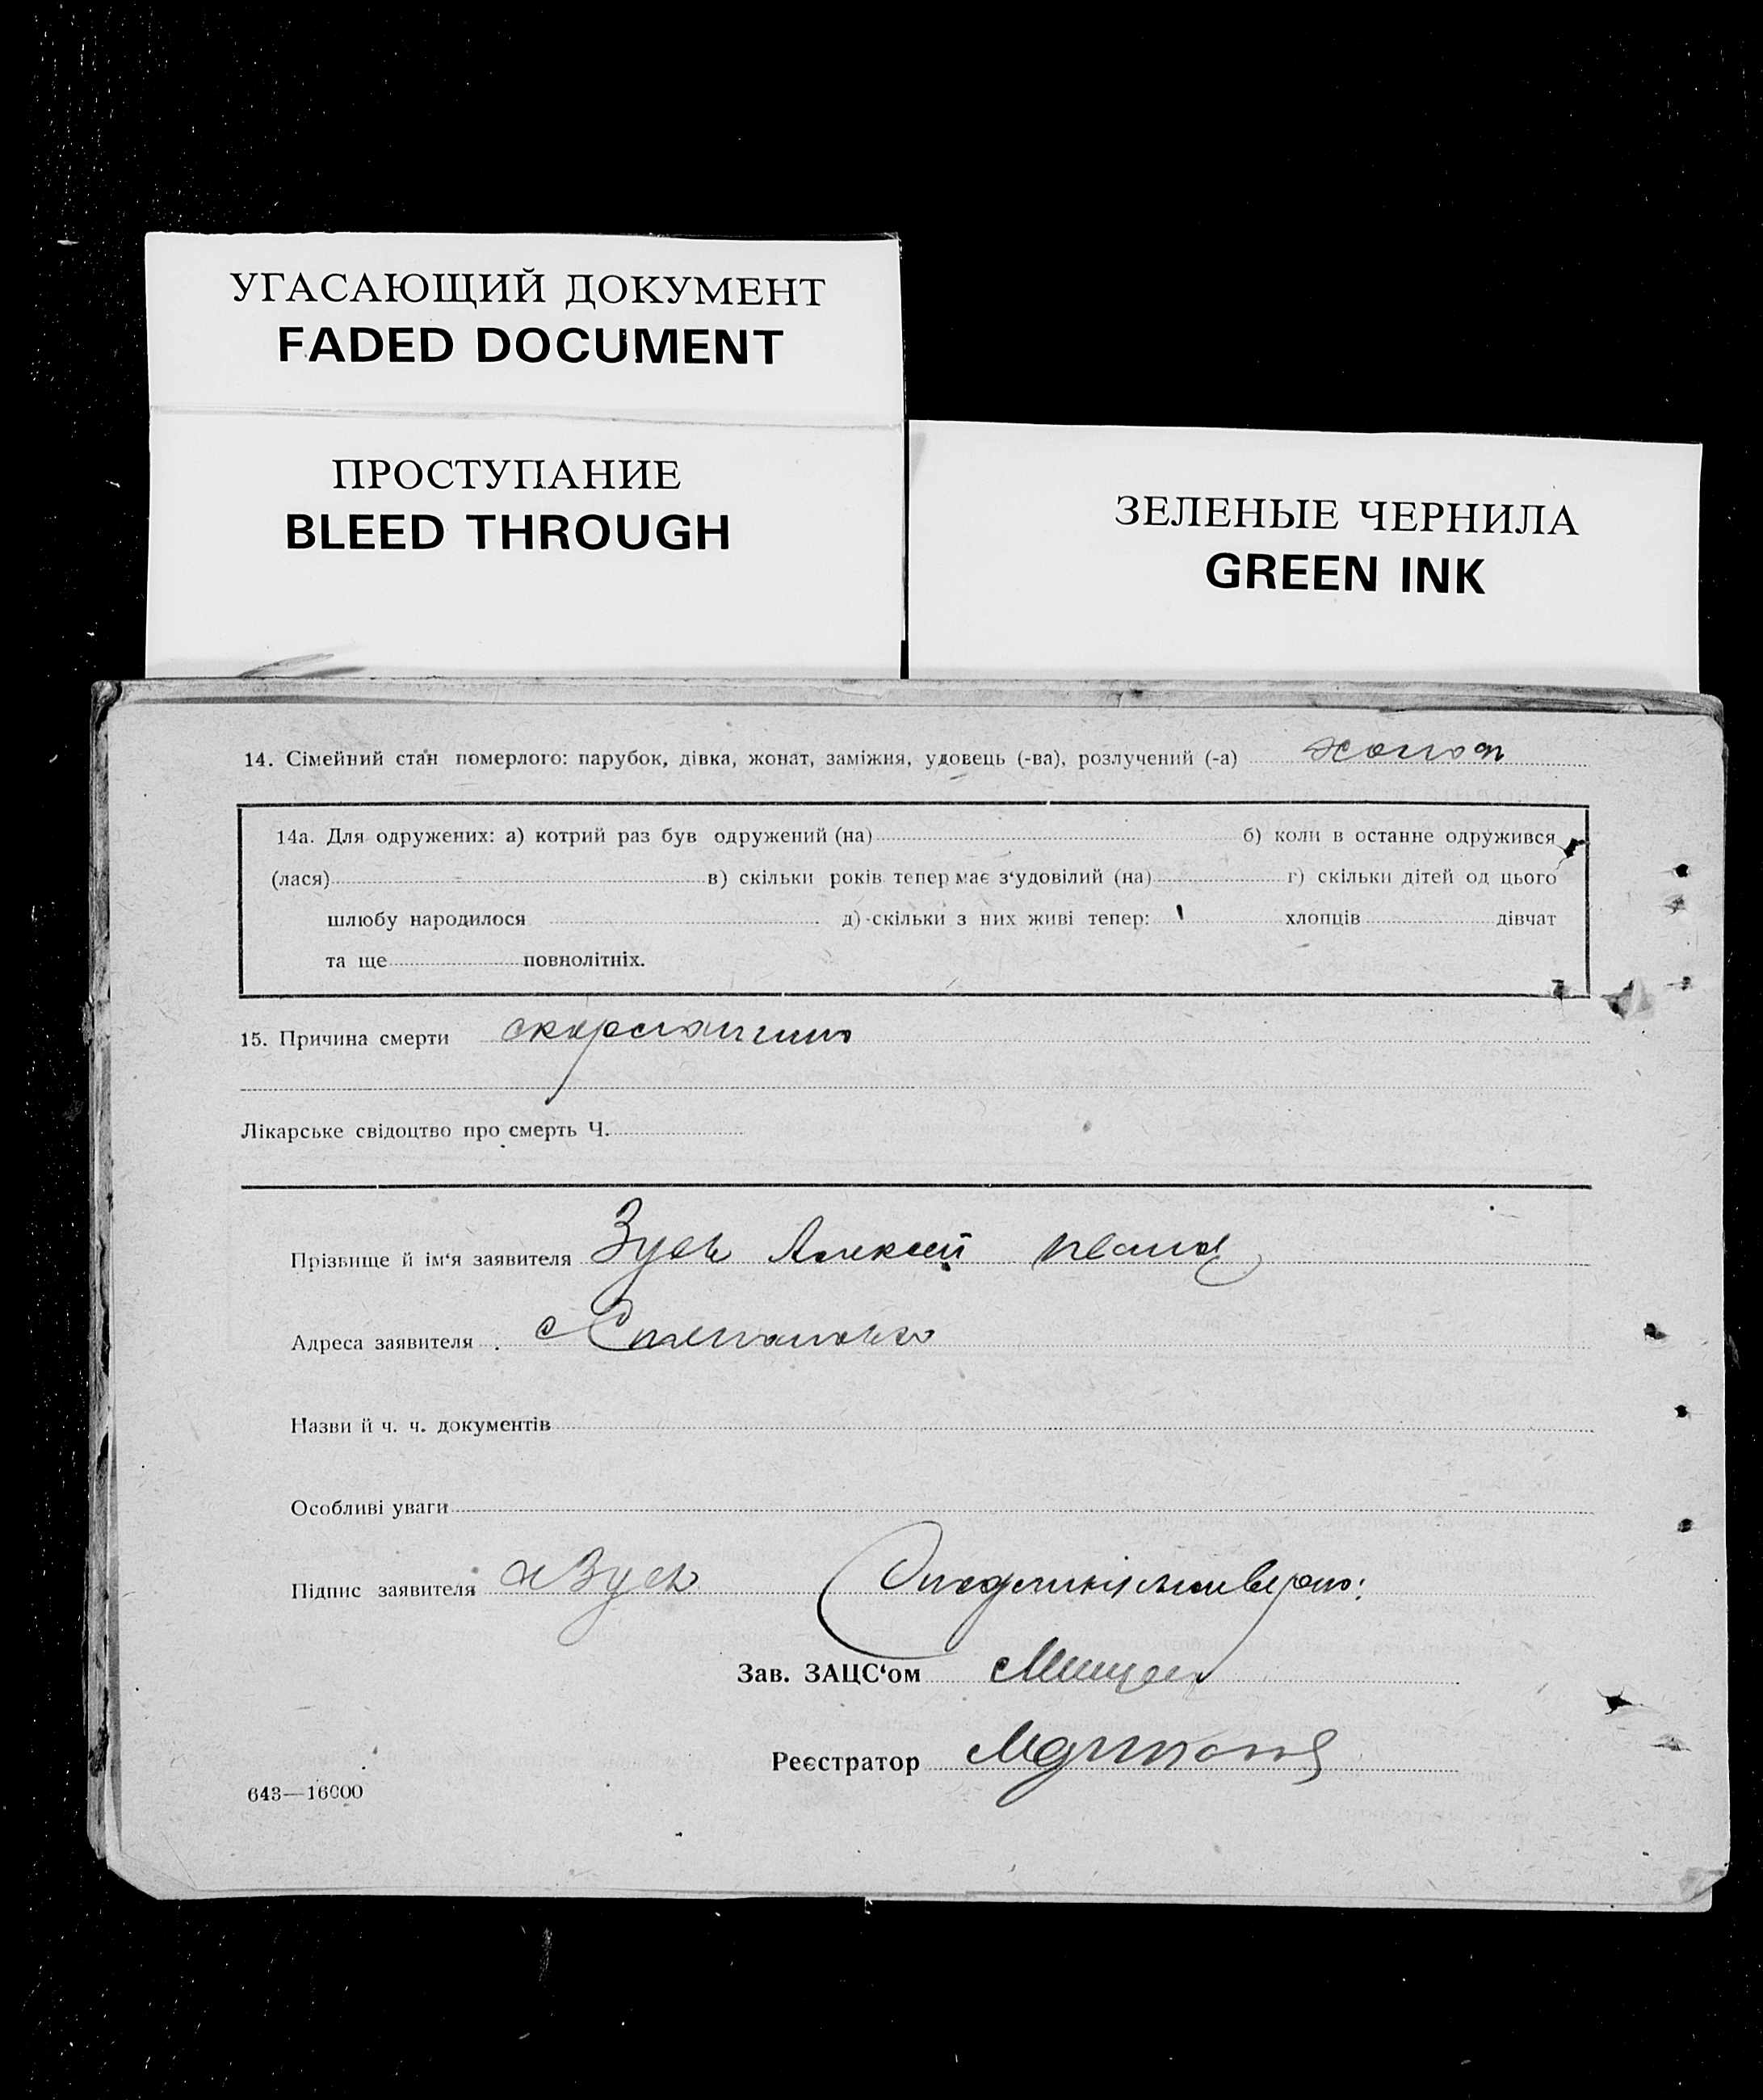 УГАСАЮЩИЙ ДОКУМЕНТ
FADED DOCUMENT
ПРОСТУПАНИЕ
BLEED THROUGH
ЗЕЛЕНЫЕ ЧЕРНИЛА
GREEN INK
14. Сімейний стан померлого: парубок, дівка, жонат, заміжня, удовець (-ва), розлучений (-а)
14а. Для одружених: а) котрий раз був одружений (на) б) коли в останнє одружився
(лася) в) скільки років тепер має з‘удовілий (на) г) скільки дітей од цього
шлюбу народилося д) скільки з них живі тепер: хлопців дівчат
та ще повнолітніх.
15. Причина смерти скарлатина
Лікарське свідоцтво про смерть Ч.
Прізвище й ім‘я заявителя Зуєв Алексей
Адреса заявителя с
Назви й ч. ч. документів
Особливі уваги
Підпис заявителя
Зав. ЗАЦС‘ом
Реєстратор
643—16000